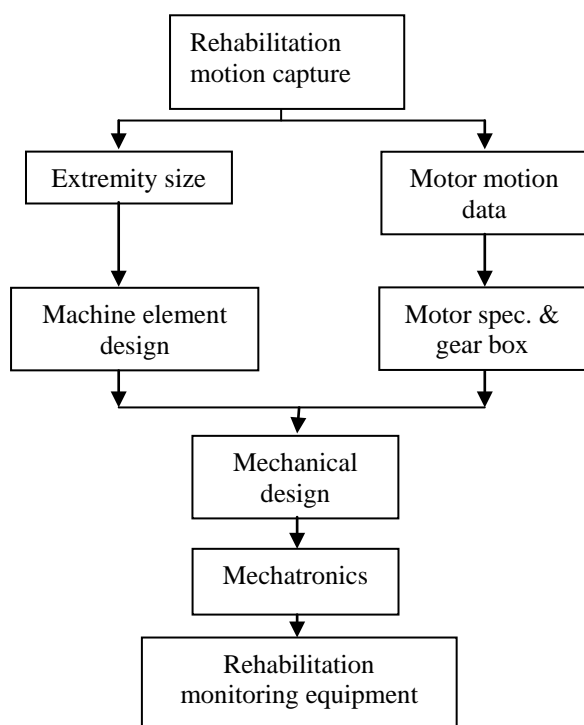 Rehabilitation
motion capture
Extremity size
Motor motion
data
Machine element
design
Motor spec. &
gear box
Mechanical
design
Mechatronics
Rehabilitation
monitoring equipment